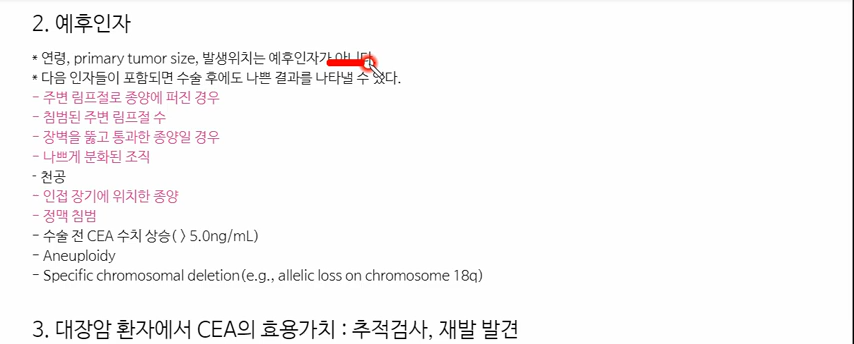 2. 예후인자
* 연령, primary tumor size, 발생위치는 예후인자가 아니다
* 다음 인자들이 포함되면 수술 후에도 나쁜 결과를 나타낼 수 있다.
- 주변 림프절로 종양에 퍼진 경우
- 침범된 주변 림프절 수
- 장벽을 뚫고 통과한 종양일 경우
- 나쁘게 분화된 조직
- 천공
- 인접 장기에 위치한 종양
- 정맥 침범
- 수술 전 CEA 수치 상승( > 5.0ng/mL)
- Aneuploidy
- Specific chromosomal deletion(e.g., allelic loss on chromosome 18q)
3. 대장암 환자에서 CEA의 효용가치 : 추적검사, 재발 발견